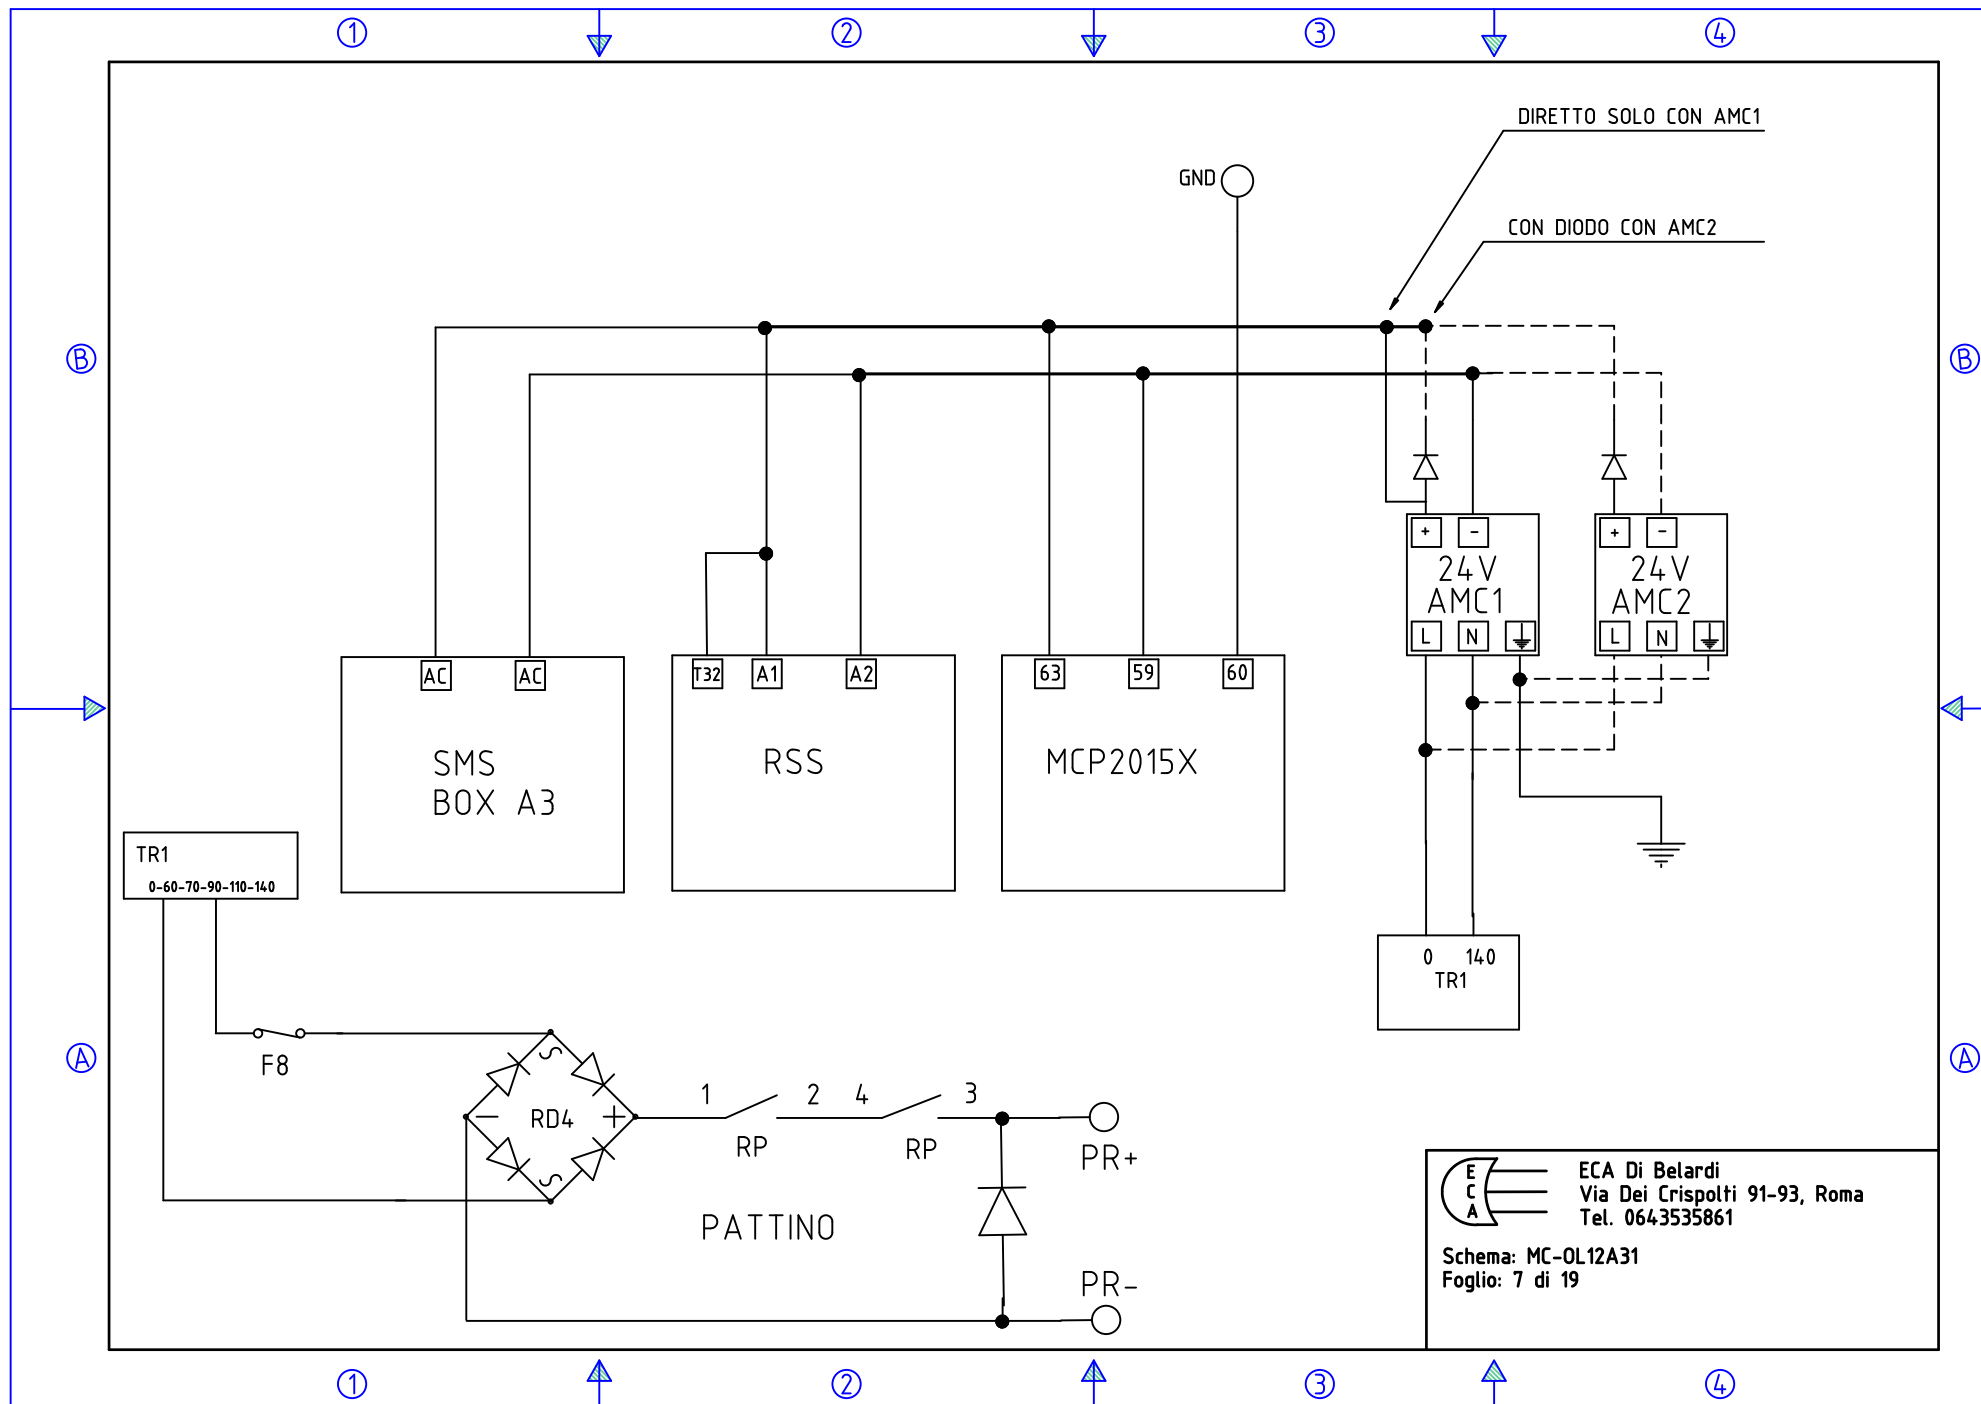 1 2 3 4
DIRETTO SOLO CON AMC1
GND
CON DIODO CON AMC2
B B
+ - + -
24V 24V
AMC1 AMC2
L N L N
AC AC T32 A1 A2 63 59 60
SMS
BOX A3
RSS
MCP2015X
TR1
0-60-70-90-110-140
0 140
TR1
F8
A A
RD4
- +
1 2 4 3
RP RP
PR+
PATTINO
PR-
E
C
A
ECA Di Belardi
Via Dei Crispolti 91-93, Roma
Tel. 0643535861
Schema: MC-OL12A31
Foglio: 7 di 19
1 2 3 4